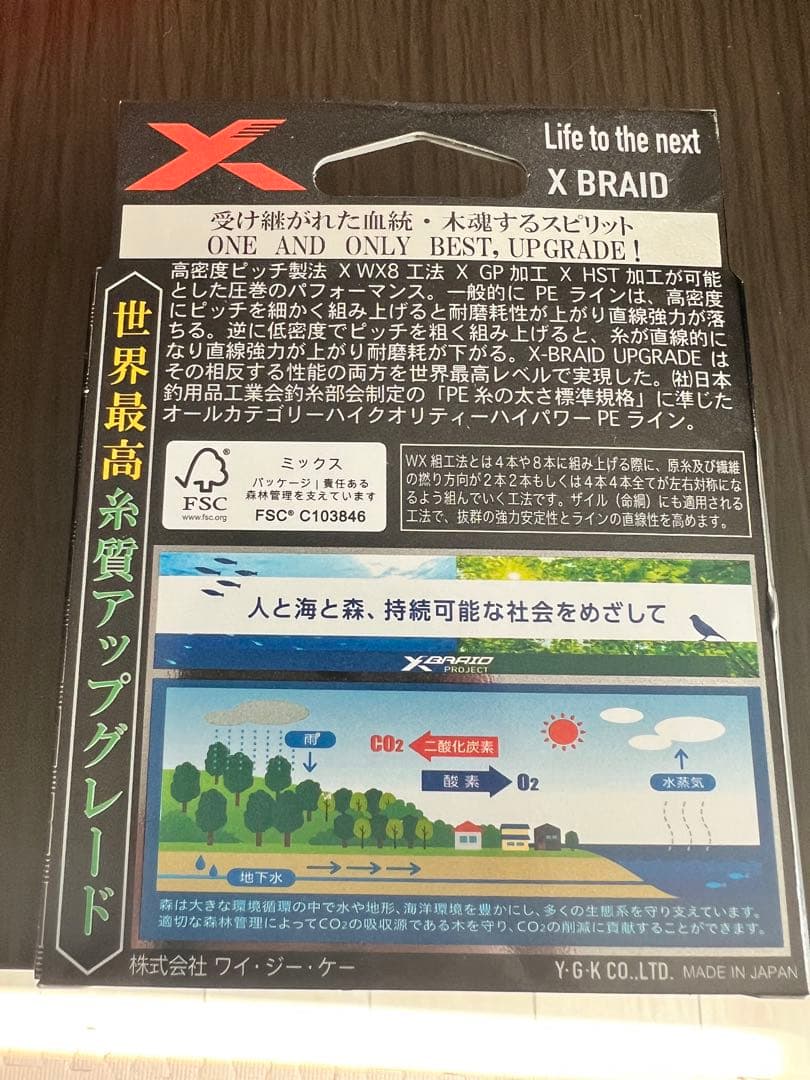 Life to the next
X BRAID
受け継がれた血統・木魂するスピリット
ONE AND ONLY BEST, UPGRADE!
高密度ピッチ製法 X WX8 工法 X GP 加工 X HST 加工が可能
とした圧巻のパフォーマンス。一般的に PE ラインは、高密度
にピッチを細かく組み上げると耐磨耗性が上がり直線強力が落
ちる。逆に低密度でピッチを粗く組み上げると、糸が直線的に
なり直線強力が上がり耐磨耗が下がる。X-BRAID UPGRADE は
その相反する性能の両方を世界最高レベルで実現した。㈳日本
釣用品工業会釣糸部会制定の「PE 糸の太さ標準規格」に準じた
オールカテゴリーハイクオリティーハイパワー PE ライン。
世界最高糸質アップグレード
FSC
www.fsc.org
ミックス
パッケージ | 責任ある
森林管理を支えています
FSC® C103846
WX 組工法とは4本や8本に組み上げる際に、原糸及び繊維
の撚り方向が2本2本もしくは4本4本全てが左右対称にな
るよう組んでいく工法です。ザイル（命綱）にも適用される
工法で、抜群の強力安定性とラインの直線性を高めます。
人と海と森、持続可能な社会をめざして
X BRAID
PROJECT
雨
CO2 二酸化炭素
酸素 O2
水蒸気
地下水
森は大きな環境循環の中で水や地形、海洋環境を豊かにし、多くの生態系を守り支えています。
適切な森林管理によってCO2の吸収源である木を守り、CO2の削減に貢献することができます。
株式会社 ワイ・ジー・ケー
Y·G·K CO.,LTD. MADE IN JAPAN